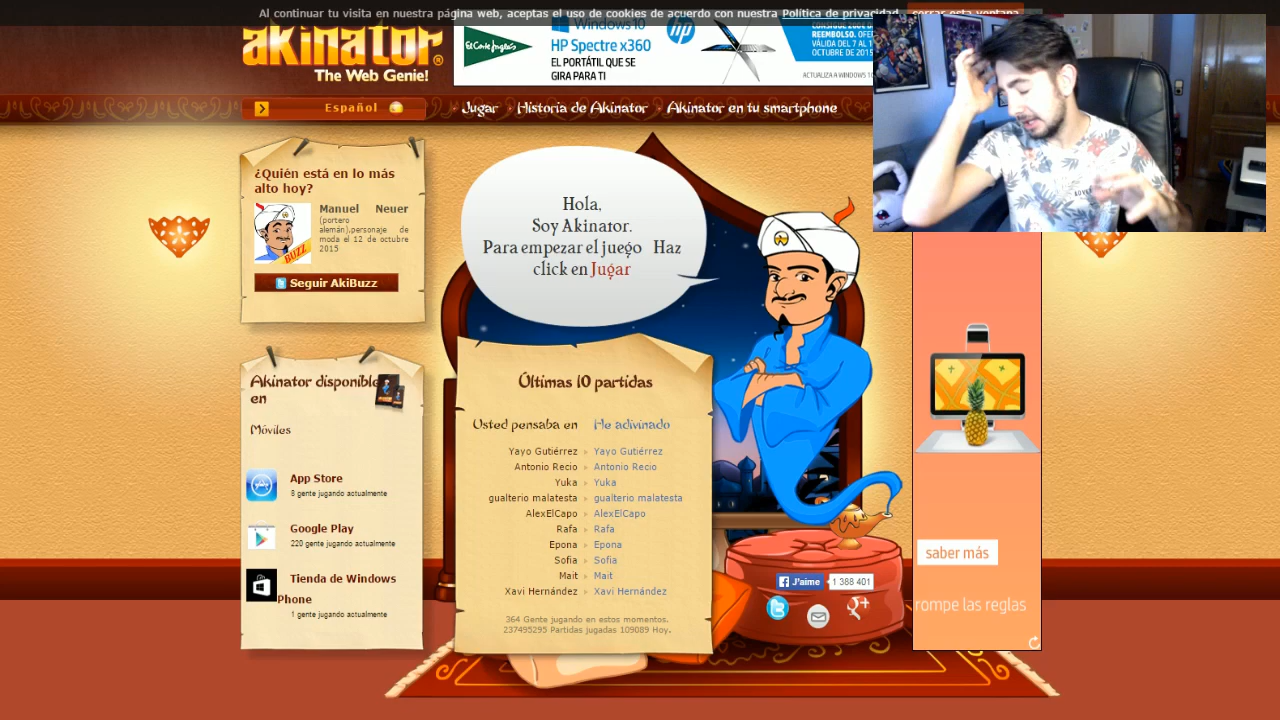 Al continuar tu visita en nuestra página web, aceptas el uso de cookies de acuerdo con nuestra Política de privacidad
cerrar esta ventana
akinator®
The Web Genie!
El Corte Inglés
Windows 10
HP Spectre x360
EL PORTÁTIL QUE SE
GIRA PARA TI
hp
CONSIGUE 200€ DE
REEMBOLSO. OFERTA
VÁLIDA DEL 7 AL 1
OCTUBRE DE 2015
ACTUALIZA A WINDOWS 10
Español
Jugar
Historia de Akinator
Akinator en tu smartphone
¿Quién está en lo más
alto hoy?
Manuel Neuer
(portero
alemán),personaje de
moda el 12 de octubre
2015
BUZZ
Seguir AkiBuzz
Hola,
Soy Akinator.
Para empezar el juego Haz
click en Jugar
Akinator disponible
en
Móviles
App Store
8 gente jugando actualmente
Google Play
220 gente jugando actualmente
Tienda de Windows
Phone
1 gente jugando actualmente
Últimas 10 partidas
Usted pensaba en He adivinado
Yayo Gutiérrez Yayo Gutiérrez
Antonio Recio Antonio Recio
Yuka Yuka
gualterio malatesta gualterio malatesta
AlexElCapo AlexElCapo
Rafa Rafa
Epona Epona
Sofia Sofia
Mait Mait
Xavi Hernández Xavi Hernández
364 Gente jugando en estos momentos.
237495295 Partidas jugadas 109089 Hoy.
J'aime 1 388 401
saber más
rompe las reglas